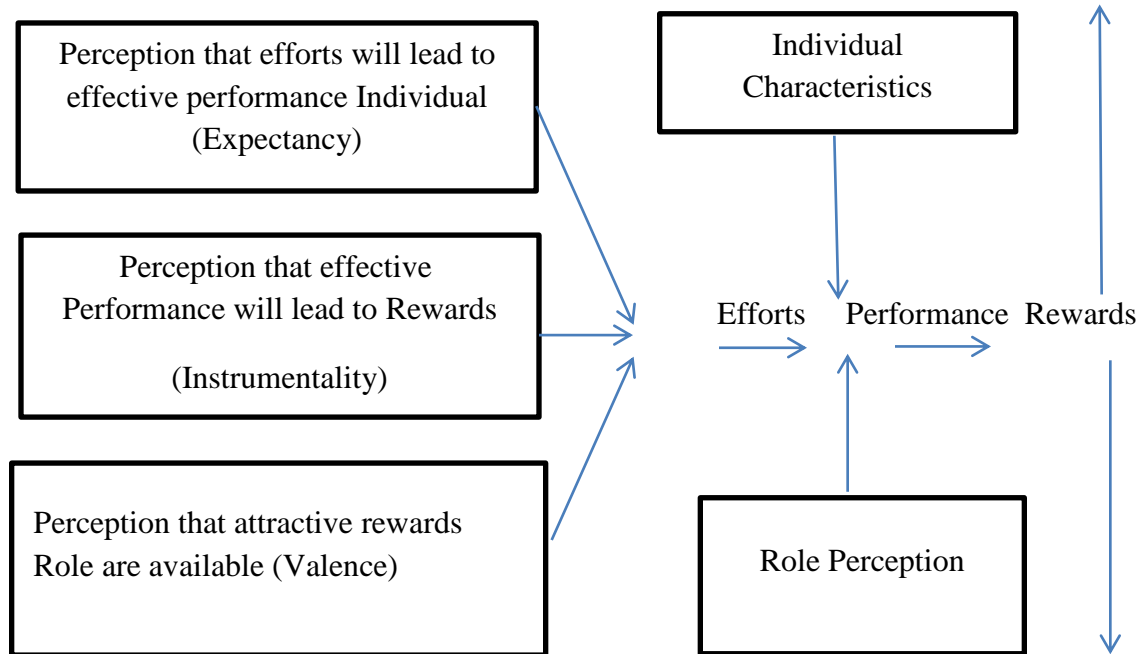 Perception that efforts will lead to
effective performance Individual
(Expectancy)
Individual
Characteristics
Perception that effective
Performance will lead to Rewards
(Instrumentality)
Efforts Performance Rewards
Perception that attractive rewards
Role are available (Valence)
Role Perception